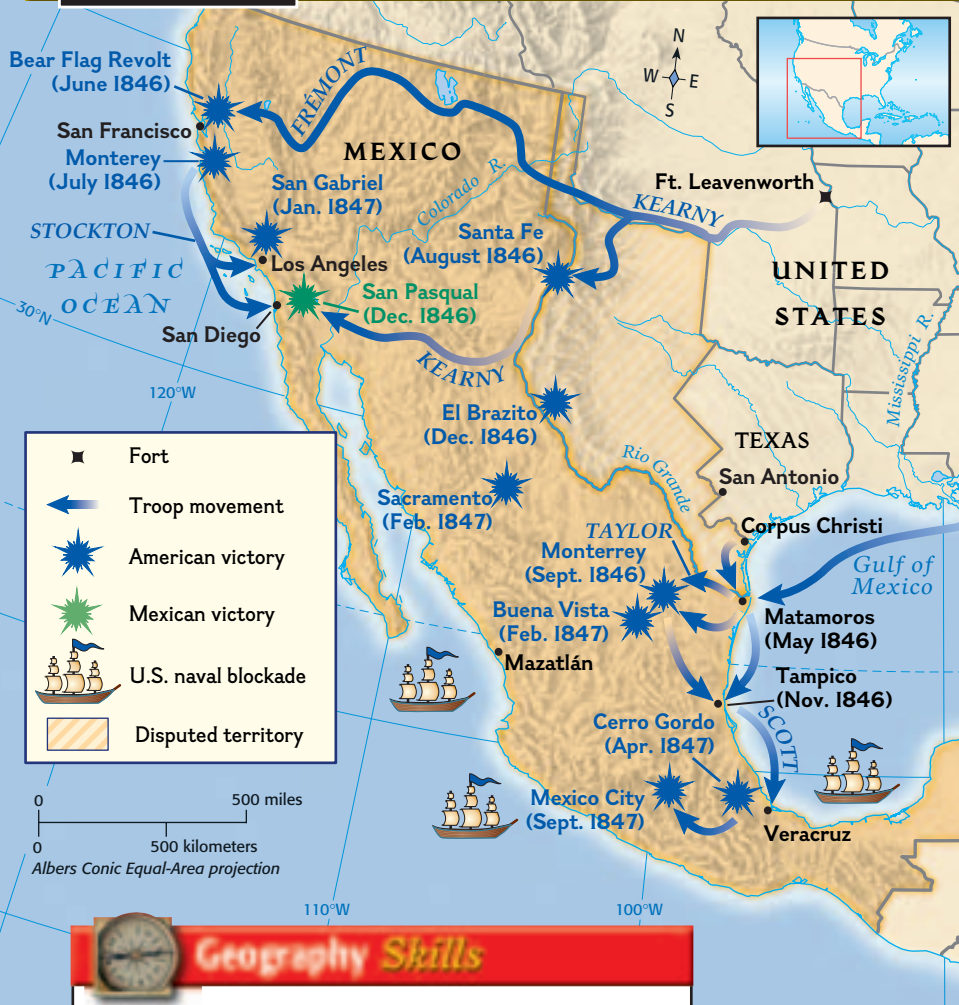 Bear Flag Revolt
(June 1846)
San Francisco
Monterey
(July 1846)
FRÉMONT
MEXICO
San Gabriel
(Jan. 1847)
Colorado R.
N
W
E
S
Ft. Leavenworth
KEARNY
Santa Fe
(August 1846)
STOCKTON
PACIFIC
OCEAN
30°N
Los Angeles
San Pasqual
(Dec. 1846)
San Diego
KEARNY
UNITED
STATES
Mississippi R.
120°W
El Brazito
(Dec. 1846)
TEXAS
Rio Grande
San Antonio
Sacramento
(Feb. 1847)
Corpus Christi
TAYLOR
Monterrey
(Sept. 1846)
Gulf of
Mexico
Buena Vista
(Feb. 1847)
Matamoros
(May 1846)
Mazatlán
Tampico
(Nov. 1846)
SCOTT
Cerro Gordo
(Apr. 1847)
Mexico City
(Sept. 1847)
Veracruz
Fort
Troop movement
American victory
Mexican victory
U.S. naval blockade
Disputed territory
0
500 miles
0
500 kilometers
Albers Conic Equal-Area projection
110°W
100°W
Geography Skills